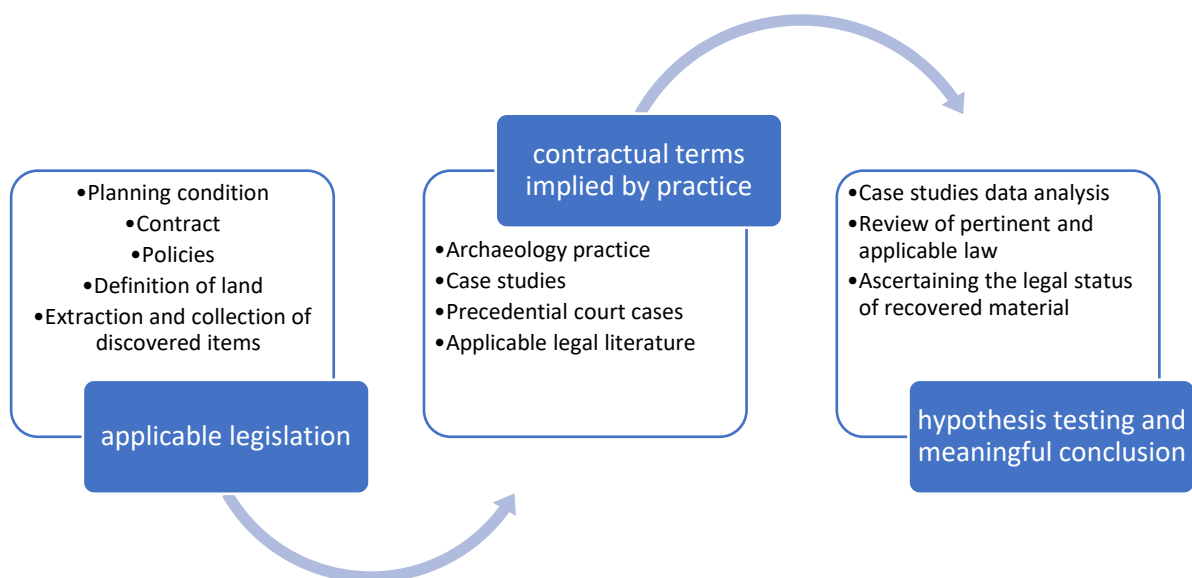 •Planning condition
•Contract
•Policies
•Definition of land
•Extraction and collection of
discovered items
applicable legislation
contractual terms
implied by practice
•Archaeology practice
•Case studies
•Precedential court cases
•Applicable legal literature
•Case studies data analysis
•Review of pertinent and
applicable law
•Ascertaining the legal status
of recovered material
hypothesis testing and
meaningful conclusion